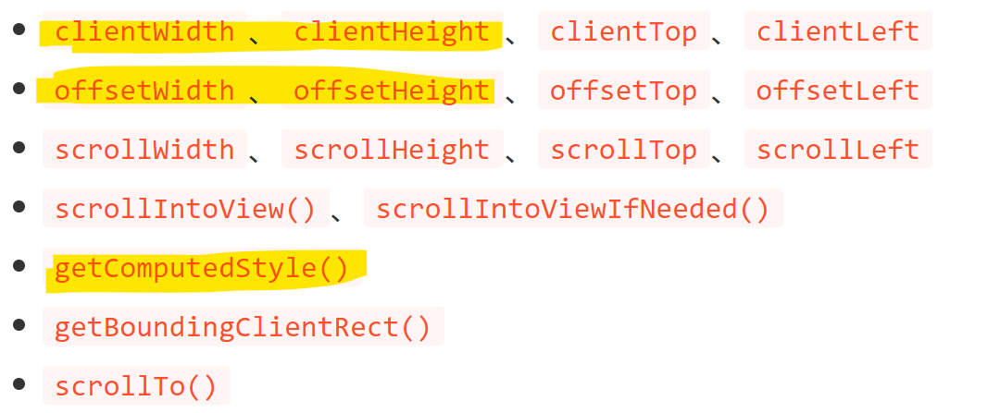 clientWidth 、 clientHeight 、 clientTop 、 clientLeft
offsetWidth 、 offsetHeight 、 offsetTop 、 offsetLeft
scrollWidth 、 scrollHeight 、 scrollTop 、 scrollLeft
scrollIntoView() 、 scrollIntoViewIfNeeded()
getComputedStyle()
getBoundingClientRect()
scrollTo()